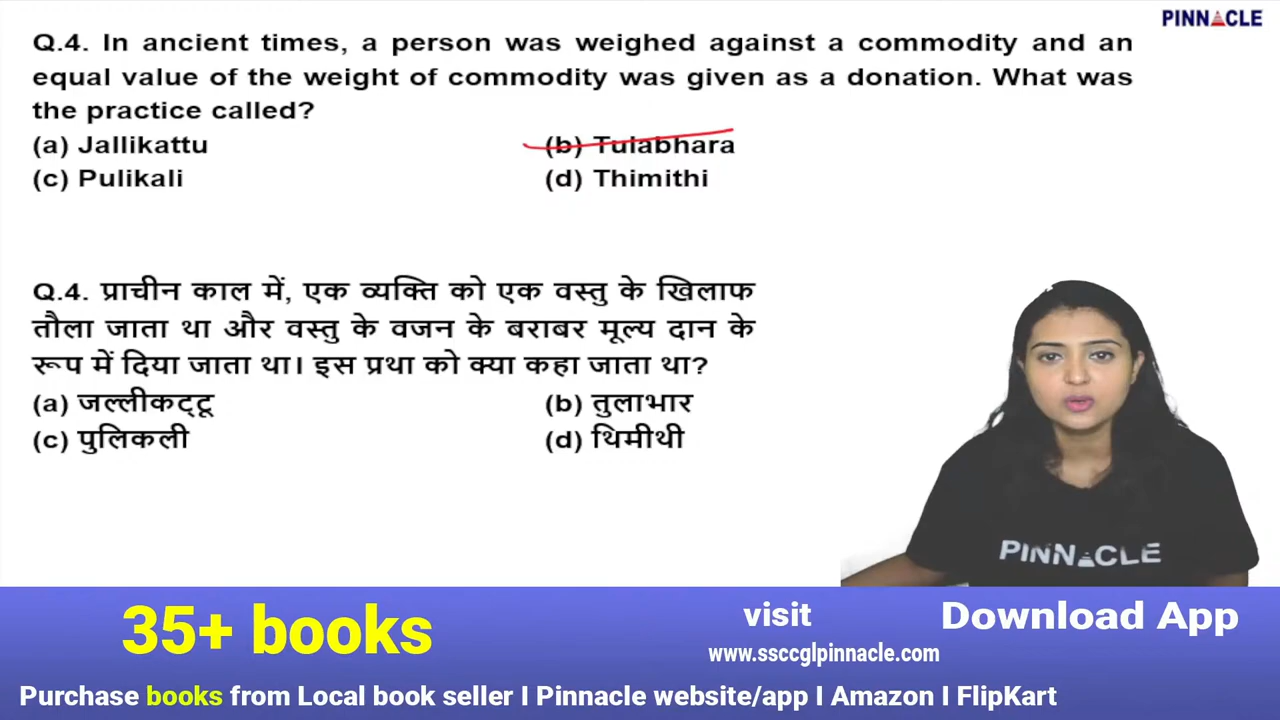 PINNACLE
Q.4. In ancient times, a person was weighed against a commodity and an
equal value of the weight of commodity was given as a donation. What was
the practice called?
(a) Jallikattu (b) Tulabhara
(c) Pulikali (d) Thimithi
Q.4. प्राचीन काल में, एक व्यक्ति को एक वस्तु के खिलाफ
तौला जाता था और वस्तु के वजन के बराबर मूल्य दान के
रूप में दिया जाता था। इस प्रथा को क्या कहा जाता था?
(a) जल्लीकट्टू (b) तुलाभार
(c) पुलिकली (d) थिमीथी
PINNACLE
35+ books visit Download App
www.ssccglpinnacle.com
Purchase books from Local book seller I Pinnacle website/app I Amazon I FlipKart